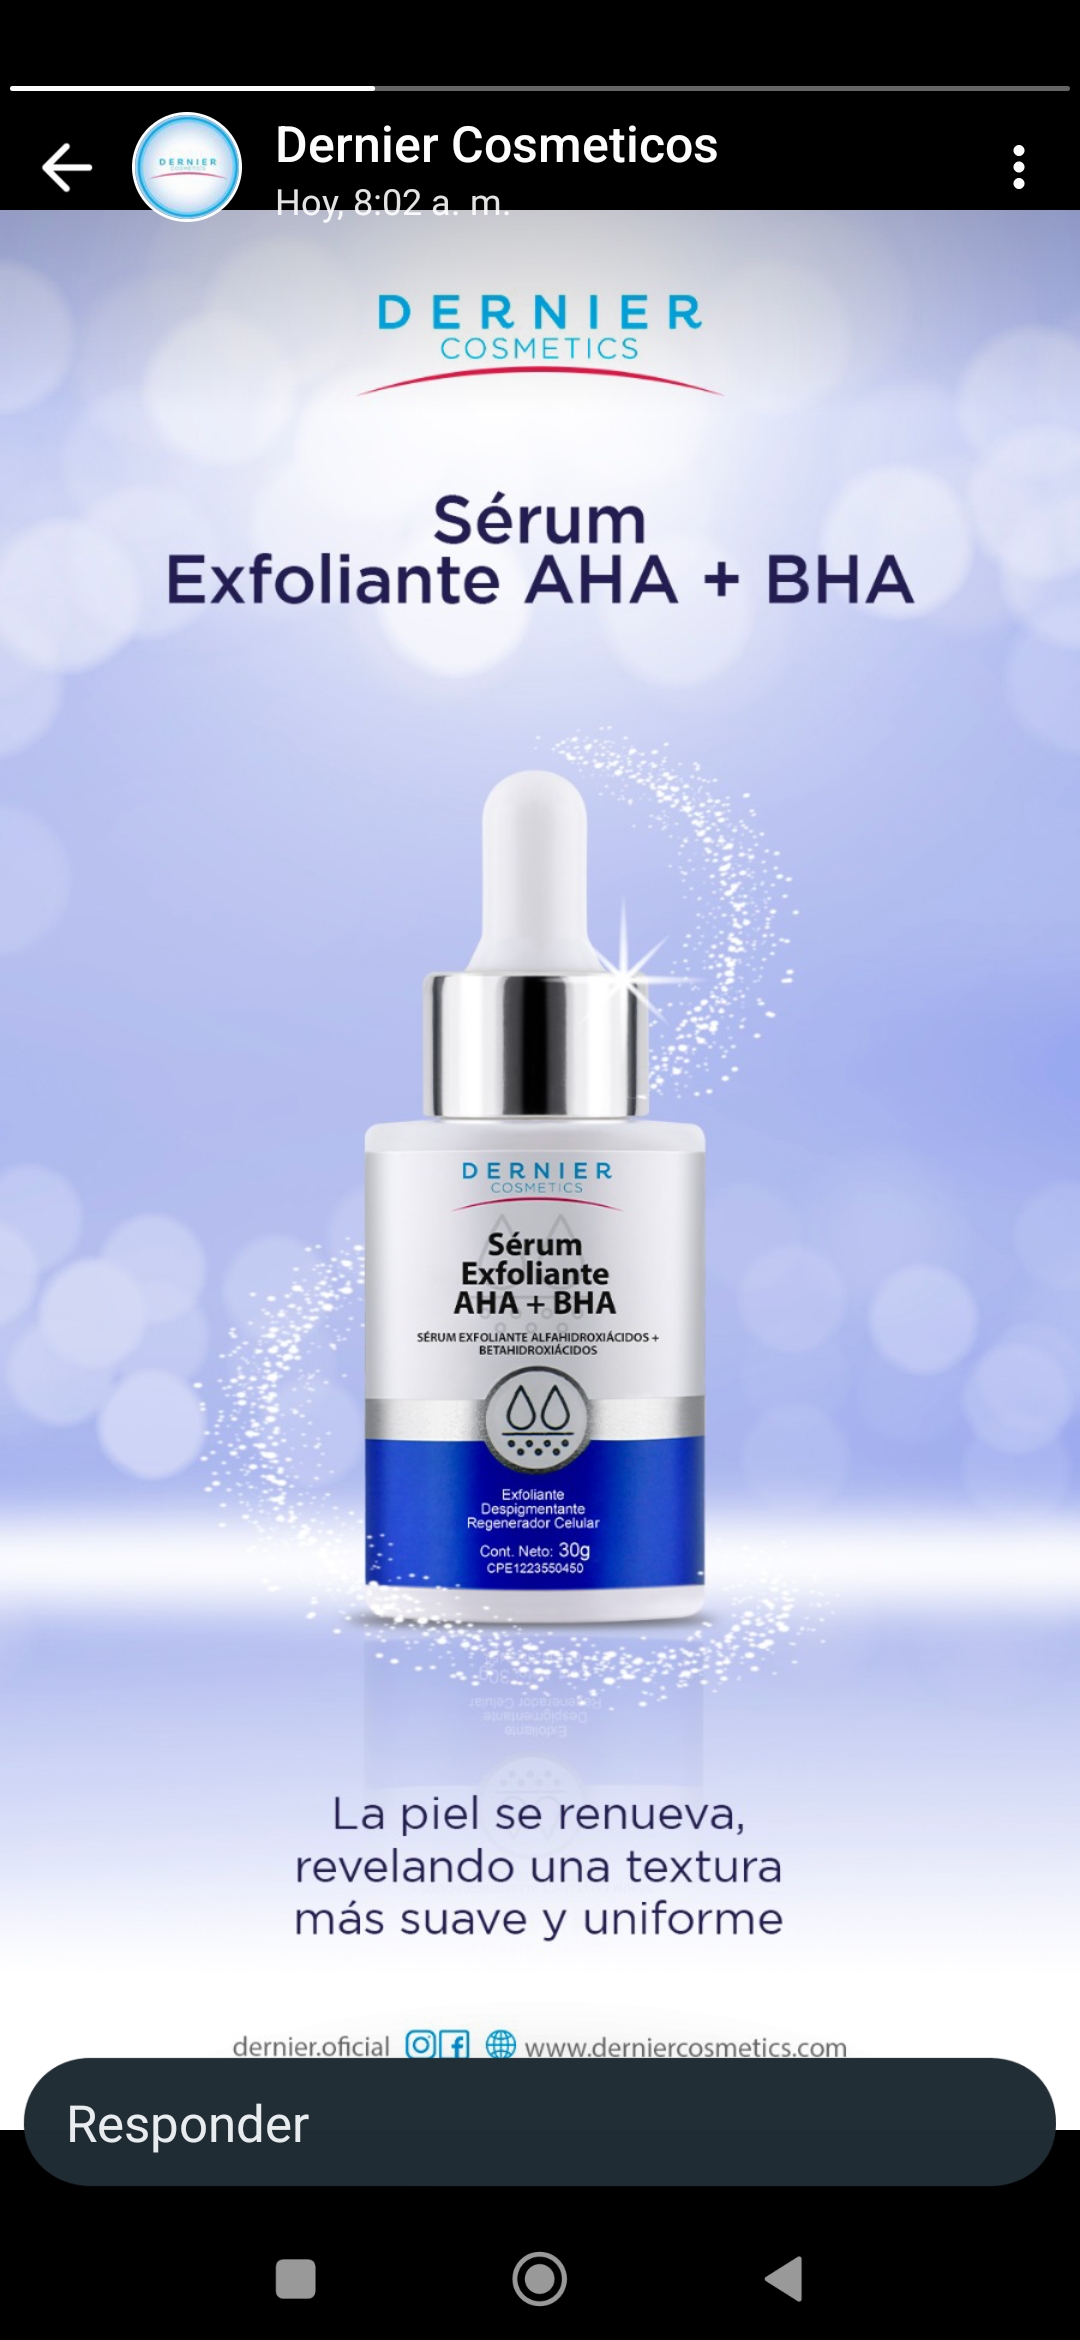 Dernier Cosmeticos
Hoy, 8:02 a. m.
DERNIER
COSMETICS
DERNIER
COSMETICS
Sérum
Exfoliante AHA + BHA
DERNIER
COSMETICS
Sérum
Exfoliante
AHA + BHA
SÉRUM EXFOLIANTE ALFAHIDROXIÁCIDOS +
BETAHIDROXIÁCIDOS
Exfoliante
Despigmentante
Regenerador Celular
Cont. Neto: 30g
CPE1223550450
La piel se renueva,
revelando una textura
más suave y uniforme
dernier.oficial www.derniercosmetics.com
Responder